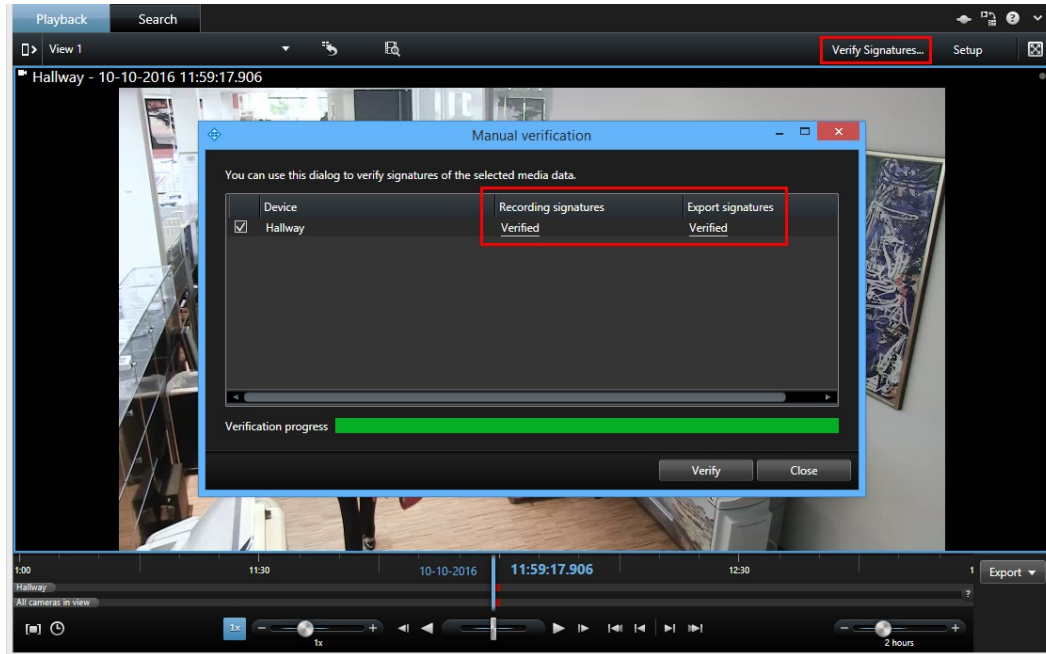 Playback Search
View 1 Verify Signatures... Setup
Hallway - 10-10-2016 11:59:17.906
Manual verification
You can use this dialog to verify signatures of the selected media data.
Device Recording signatures Export signatures
Hallway Verified Verified
Verification progress
Verify Close
1:00 11:30 10-10-2016 11:59:17.906 12:30 1 Export
Hallway
All cameras in view
1x 1x 2 hours